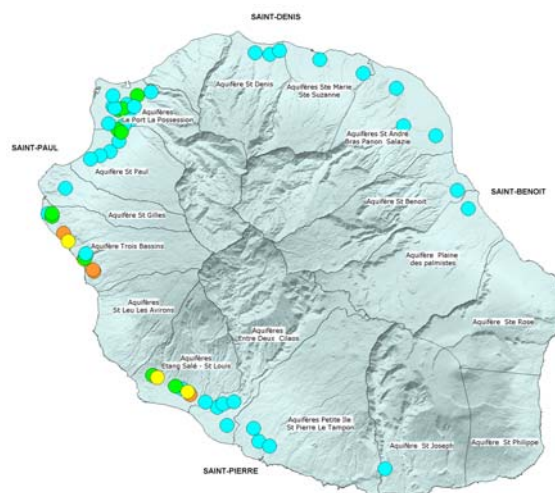 SAINT-DENIS
Aquifère St Denis
Aquifères Ste Marie
Ste Suzanne
Aquifères
Le Port La Possession
Aquifères St André
Bras Panon Salazie
SAINT-PAUL
Aquifère St Paul
SAINT-BENOIT
Aquifère St Benoit
Aquifère St Gilles
Aquifère Trois Bassins
Aquifère Plaine
des palmistes
Aquifères
St Leu Les Avirons
Aquifères
Entre Deux Cilaos
Aquifère Ste Rose
Aquifères
Etang Salé - St Louis
Aquifères Petite Ile
St Pierre Le Tampon
Aquifère St Joseph
Aquifère St Philippe
SAINT-PIERRE